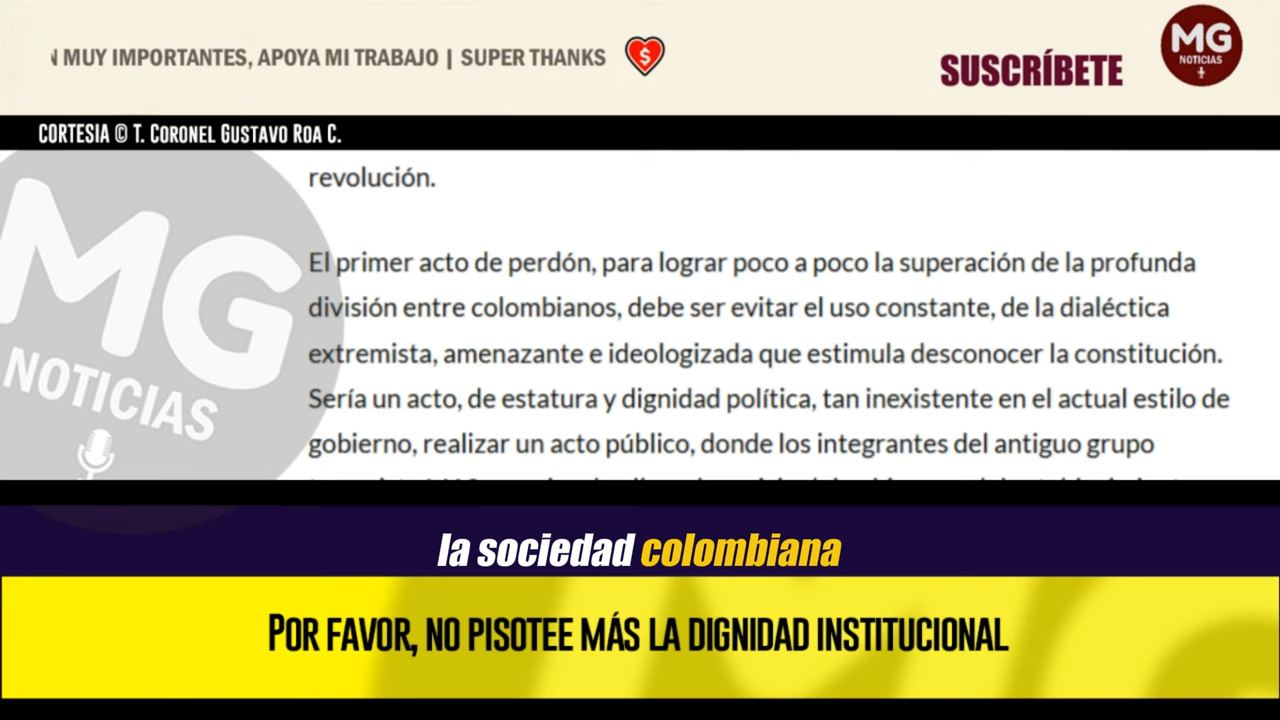 MUY IMPORTANTES, APOYA MI TRABAJO | SUPER THANKS
$
SUSCRÍBETE
MG
NOTICIAS
CORTESIA © T. CORONEL GUSTAVO ROA C.
MG
NOTICIAS
revolución.
El primer acto de perdón, para lograr poco a poco la superación de la profunda
división entre colombianos, debe ser evitar el uso constante, de la dialéctica
extremista, amenazante e ideologizada que estimula desconocer la constitución.
Sería un acto, de estatura y dignidad política, tan inexistente en el actual estilo de
gobierno, realizar un acto público, donde los integrantes del antiguo grupo
la sociedad colombiana
POR FAVOR, NO PISOTEE MÁS LA DIGNIDAD INSTITUCIONAL